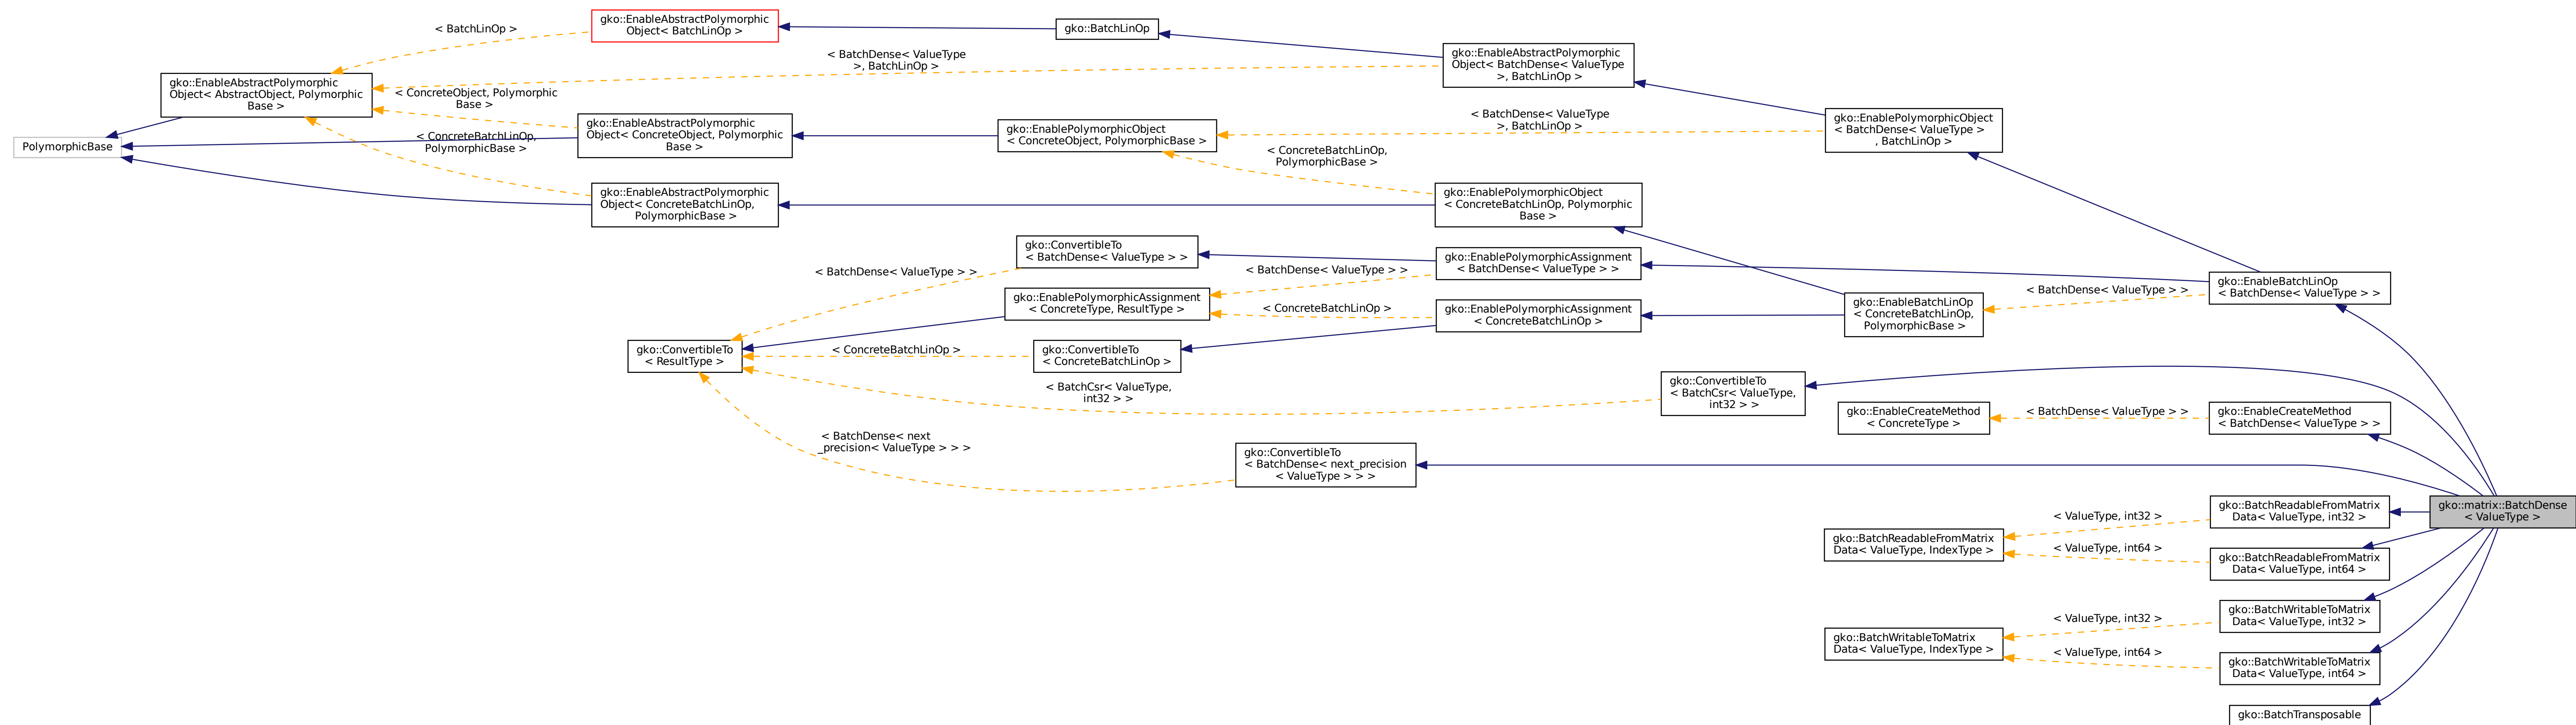 gko::EnableAbstractPolymorphic
Object< BatchLinOp >
< BatchLinOp >
gko::BatchLinOp
gko::EnableAbstractPolymorphic
Object< BatchDense< ValueType
>, BatchLinOp >
< BatchDense< ValueType
>, BatchLinOp >
gko::EnableAbstractPolymorphic
Object< AbstractObject, Polymorphic
Base >
< ConcreteObject, Polymorphic
Base >
gko::EnablePolymorphicObject
< BatchDense< ValueType >
, BatchLinOp >
< BatchDense< ValueType
>, BatchLinOp >
gko::EnableAbstractPolymorphic
Object< ConcreteObject, Polymorphic
Base >
gko::EnablePolymorphicObject
< ConcreteObject, PolymorphicBase >
PolymorphicBase
< ConcreteBatchLinOp,
PolymorphicBase >
< ConcreteBatchLinOp,
PolymorphicBase >
gko::EnableAbstractPolymorphic
Object< ConcreteBatchLinOp,
PolymorphicBase >
gko::EnablePolymorphicObject
< ConcreteBatchLinOp, Polymorphic
Base >
gko::ConvertibleTo
< BatchDense< ValueType > >
gko::EnablePolymorphicAssignment
< BatchDense< ValueType > >
< BatchDense< ValueType > >
< BatchDense< ValueType > >
gko::EnableBatchLinOp
< BatchDense< ValueType > >
< BatchDense< ValueType > >
gko::EnablePolymorphicAssignment
< ConcreteType, ResultType >
< ConcreteBatchLinOp >
gko::EnablePolymorphicAssignment
< ConcreteBatchLinOp >
gko::EnableBatchLinOp
< ConcreteBatchLinOp,
PolymorphicBase >
gko::ConvertibleTo
< ResultType >
< ConcreteBatchLinOp >
gko::ConvertibleTo
< ConcreteBatchLinOp >
< BatchCsr< ValueType,
int32 > >
gko::ConvertibleTo
< BatchCsr< ValueType,
int32 > >
gko::EnableCreateMethod
< ConcreteType >
< BatchDense< ValueType > >
gko::EnableCreateMethod
< BatchDense< ValueType > >
< BatchDense< next
_precision< ValueType > > >
gko::ConvertibleTo
< BatchDense< next_precision
< ValueType > > >
gko::matrix::BatchDense
< ValueType >
gko::BatchReadableFromMatrix
Data< ValueType, int32 >
< ValueType, int32 >
gko::BatchReadableFromMatrix
Data< ValueType, IndexType >
< ValueType, int64 >
gko::BatchReadableFromMatrix
Data< ValueType, int64 >
gko::BatchWritableToMatrix
Data< ValueType, int32 >
< ValueType, int32 >
gko::BatchWritableToMatrix
Data< ValueType, IndexType >
< ValueType, int64 >
gko::BatchWritableToMatrix
Data< ValueType, int64 >
gko::BatchTransposable